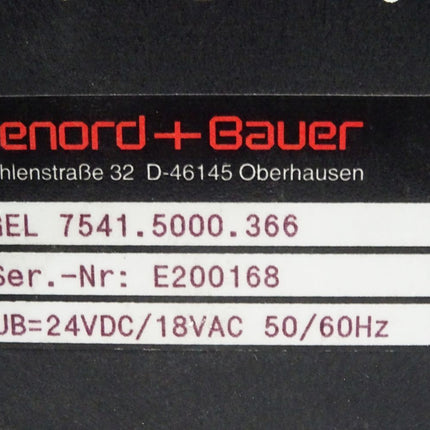 enord+Bauer
hlenstraße 32 D-46145 Oberhausen
GEL 7541.5000.366
Ser.-Nr: E200168
UB=24VDC/18VAC 50/60Hz